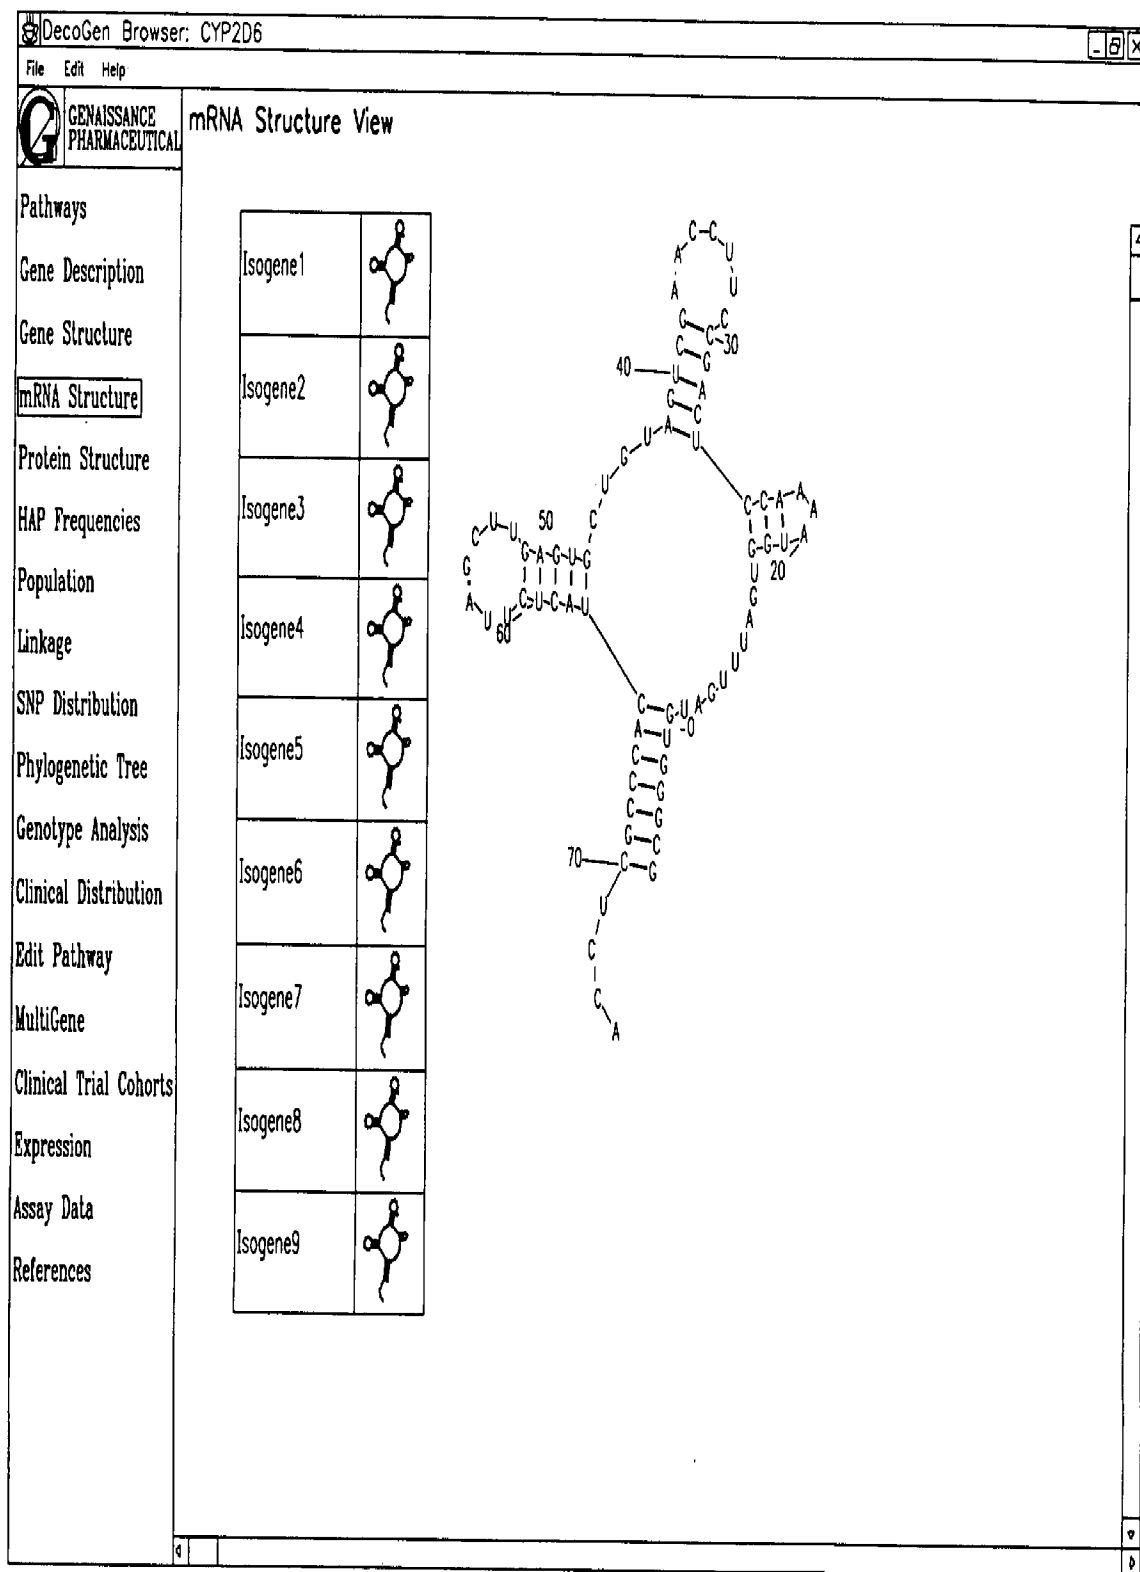 DecoGen Browser: CYP2D6
File Edit Help
GENAISSANCE
PHARMACEUTICAL
mRNA Structure View
Pathways
Gene Description
Gene Structure
mRNA Structure
Protein Structure
HAP Frequencies
Population
Linkage
SNP Distribution
Phylogenetic Tree
Genotype Analysis
Clinical Distribution
Edit Pathway
MultiGene
Clinical Trial Cohorts
Expression
Assay Data
References
Isogene1
Isogene2
Isogene3
Isogene4
Isogene5
Isogene6
Isogene7
Isogene8
Isogene9
30
40
50
20
60
70
U
C
C
A